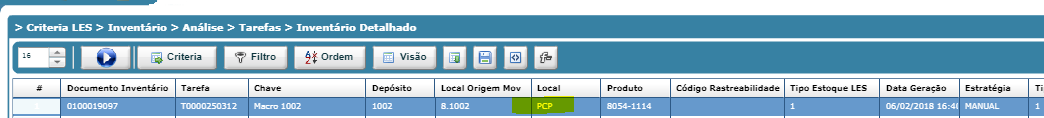 > Criteria LES > Inventário > Análise > Tarefas > Inventário Detalhado
16 Criteria Filtro Ordem Visão
# Documento Inventário Tarefa Chave Depósito Local Origem Mov Local Produto Código Rastreabilidade Tipo Estoque LES Data Geração Estratégia
0100019097 T0000250312 Macro 1002 1002 8.1002 PCP 8054-1114 1 06/02/2018 MANUAL 1